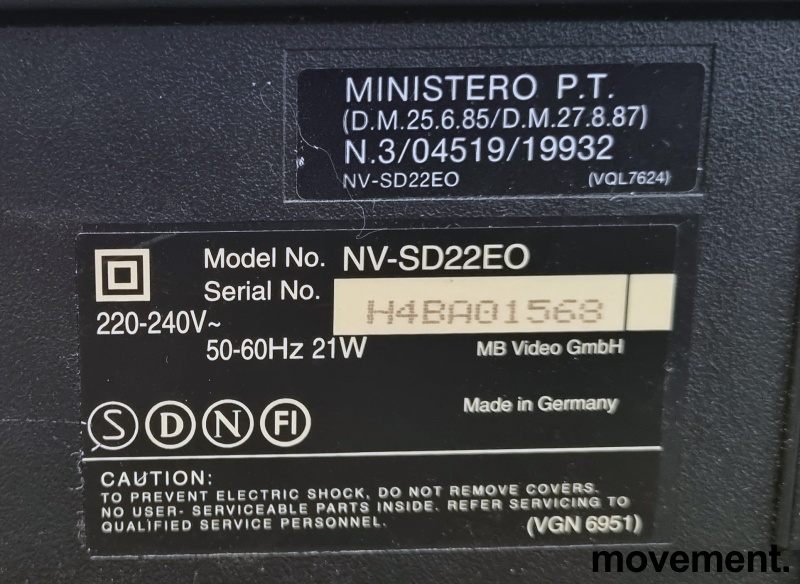 MINISTERO P.T.
(D.M.25.6.85/D.M.27.8.87)
N.3/04519/19932
NV-SD22EO (VQL7624)
Model No. NV-SD22EO
Serial No. H4BA01568
220-240V~
50-60Hz 21W MB Video GmbH
Made in Germany
S D N FI
CAUTION:
TO PREVENT ELECTRIC SHOCK, DO NOT REMOVE COVERS.
NO USER- SERVICEABLE PARTS INSIDE. REFER SERVICING TO
QUALIFIED SERVICE PERSONNEL. (VGN 6951)
movement.